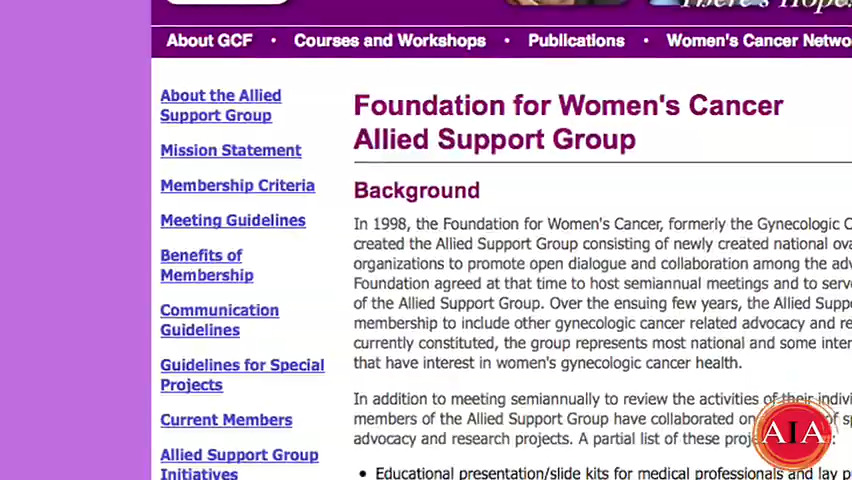 There's Hope
About GCF • Courses and Workshops • Publications • Women's Cancer Netwo
About the Allied
Support Group
Mission Statement
Membership Criteria
Meeting Guidelines
Benefits of
Membership
Communication
Guidelines
Guidelines for Special
Projects
Current Members
Allied Support Group
Initiatives
Foundation for Women's Cancer
Allied Support Group
Background
In 1998, the Foundation for Women's Cancer, formerly the Gynecologic C
created the Allied Support Group consisting of newly created national ova
organizations to promote open dialogue and collaboration among the adv
Foundation agreed at that time to host semiannual meetings and to serv
of the Allied Support Group. Over the ensuing few years, the Allied Suppo
membership to include other gynecologic cancer related advocacy and re
currently constituted, the group represents most national and some inter
that have interest in women's gynecologic cancer health.
In addition to meeting semiannually to review the activities of their indivi
members of the Allied Support Group have collaborated on of sp
advocacy and research projects. A partial list of these proje :
• Educational presentation/slide kits for medical professionals and lay p
AIA